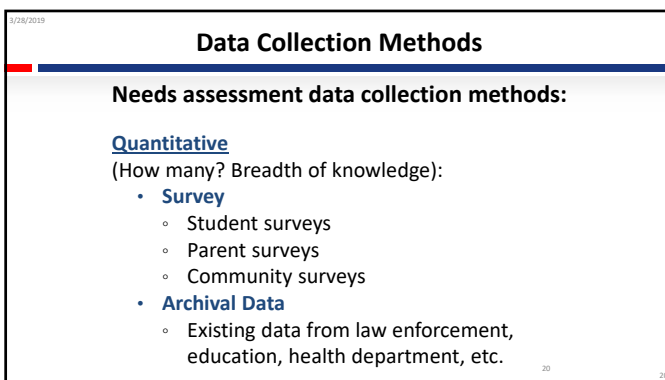 3/28/2019
Data Collection Methods
Needs assessment data collection methods:
Quantitative
(How many? Breadth of knowledge):
• Survey
◦ Student surveys
◦ Parent surveys
◦ Community surveys
• Archival Data
◦ Existing data from law enforcement,
education, health department, etc.
20